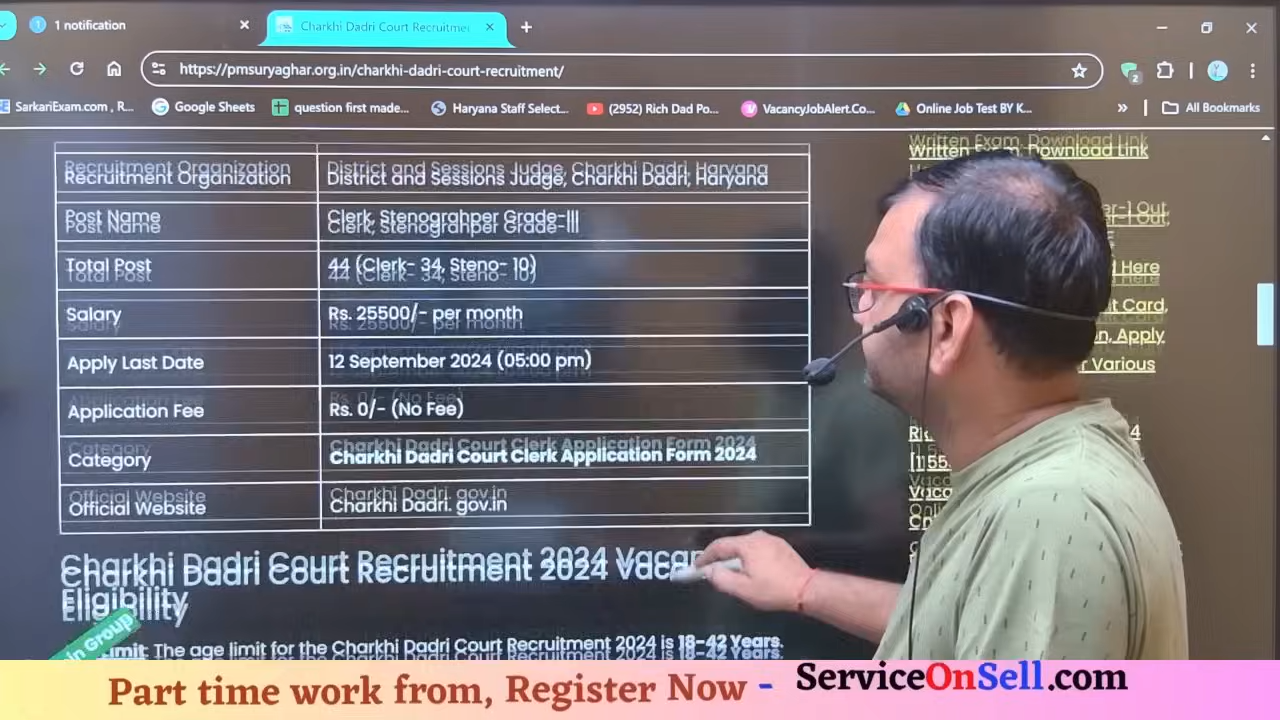 1 notification
Charkhi Dadri Court Recruitme
https://pmsuryaghar.org.in/charkhi-dadri-court-recruitment/
2
SarkariExam.com , R...
Google Sheets
question first made...
Haryana Staff Select...
(2952) Rich Dad Po...
VacancyJobAlert.Co...
Online Job Test BY K...
All Bookmarks
Written Exam, Download Link
Recruitment Organization
District and Sessions Judge, Charkhi Dadri, Haryana
Post Name
Clerk, Stenograhper Grade-III
Total Post
44 (Clerk- 34, Steno- 10)
Salary
Rs. 25500/- per month
Apply Last Date
12 September 2024 (05:00 pm)
Application Fee
Rs. 0/- (No Fee)
Category
Charkhi Dadri Court Clerk Application Form 2024
Official Website
Charkhi Dadri. gov.in
Out,
Here
Card,
Apply
Various
Charkhi Dadri Court Recruitment 2024
Eligibility
The age limit for the Charkhi Dadri Court Recruitment 2024 is 18-42 Years.
Group
Part time work from, Register Now - ServiceOnSell.com